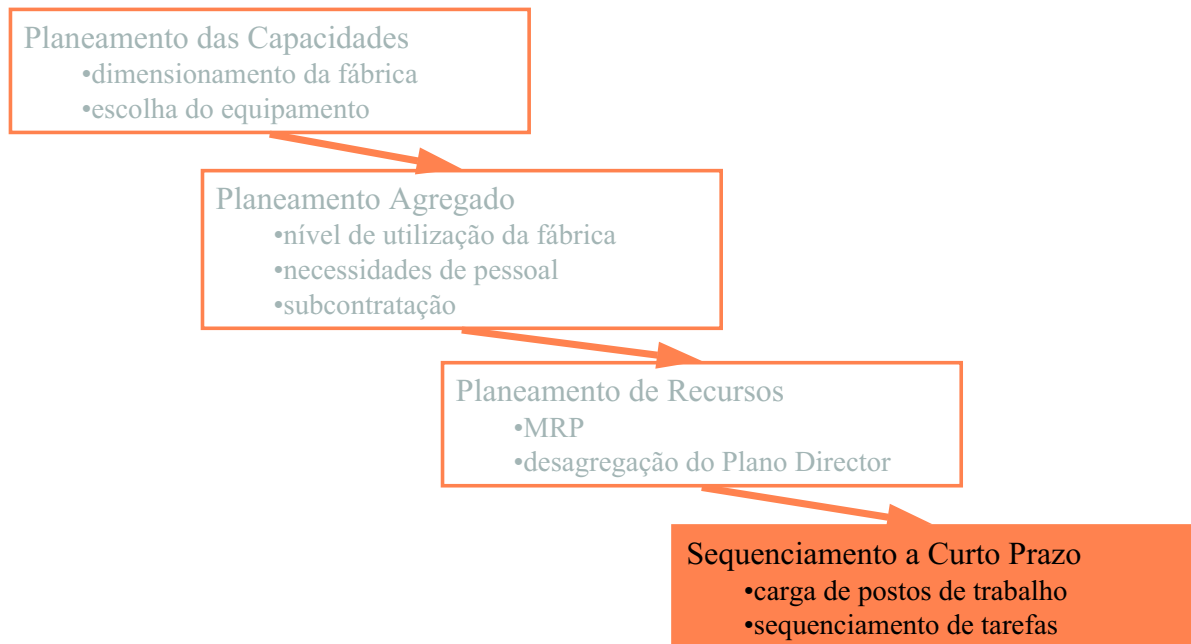 Planeamento das Capacidades
•dimensionamento da fábrica
•escolha do equipamento
Planeamento Agregado
•nível de utilização da fábrica
•necessidades de pessoal
•subcontratação
Planeamento de Recursos
•MRP
•desagregação do Plano Director
Sequenciamento a Curto Prazo
•carga de postos de trabalho
•sequenciamento de tarefas